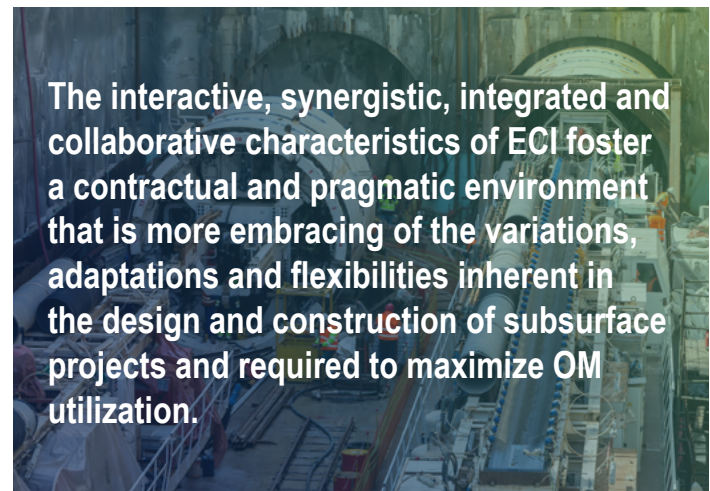 The interactive, synergistic, integrated and
collaborative characteristics of ECI foster
a contractual and pragmatic environment
that is more embracing of the variations,
adaptations and flexibilities inherent in
the design and construction of subsurface
projects and required to maximize OM
utilization.